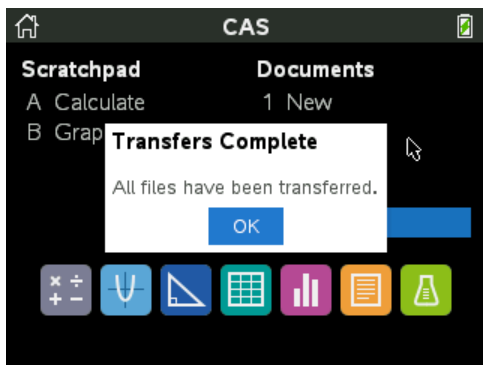 CAS
Scratchpad
Documents
A Calculate
1 New
B Grap
Transfers Complete
All files have been transferred.
OK